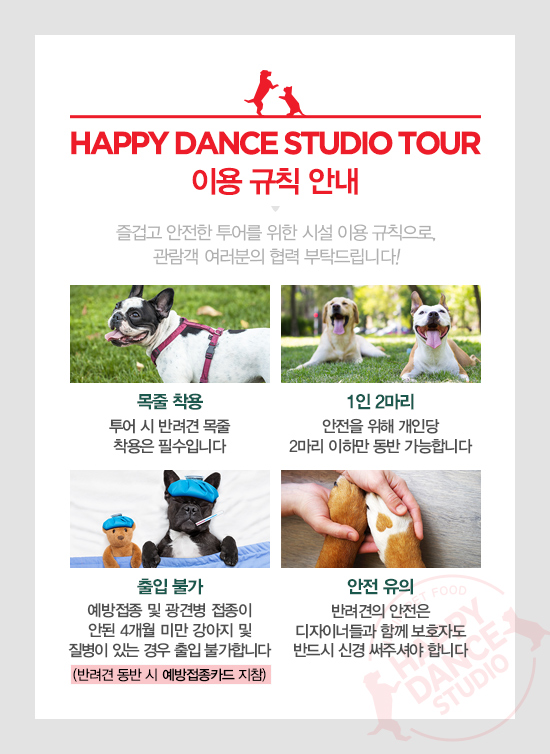 HAPPY DANCE STUDIO TOUR
이용 규칙 안내
즐겁고 안전한 투어를 위한 시설 이용 규칙으로,
관람객 여러분의 협력 부탁드립니다!
목줄 착용
투어 시 반려견 목줄
착용은 필수입니다
1인 2마리
안전을 위해 개인당
2마리 이하만 동반 가능합니다
출입 불가
예방접종 및 광견병 접종이
안된 4개월 미만 강아지 및
질병이 있는 경우 출입 불가합니다
(반려견 동반 시 예방접종카드 지참)
안전 유의
반려견의 안전은
디자이너들과 함께 보호자도
반드시 신경 써주셔야 합니다
PET FOOD
HAPPY
DANCE
STUDIO